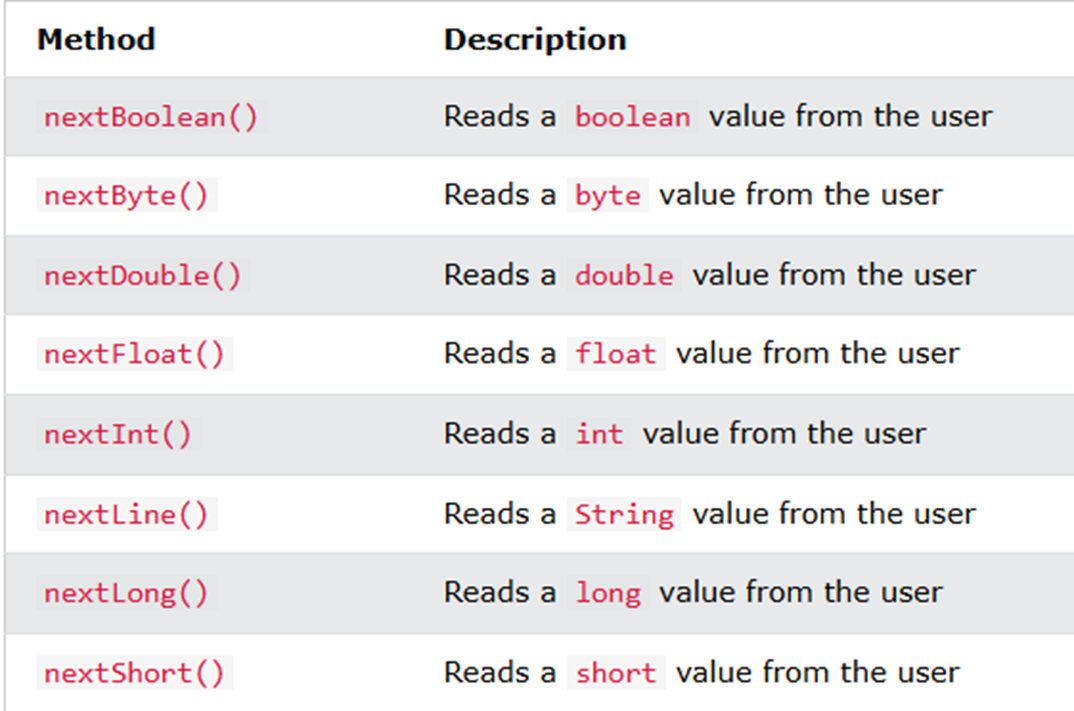 Method Description
nextBoolean() Reads a boolean value from the user
nextByte() Reads a byte value from the user
nextDouble() Reads a double value from the user
nextFloat() Reads a float value from the user
nextInt() Reads a int value from the user
nextLine() Reads a String value from the user
nextLong() Reads a long value from the user
nextShort() Reads a short value from the user